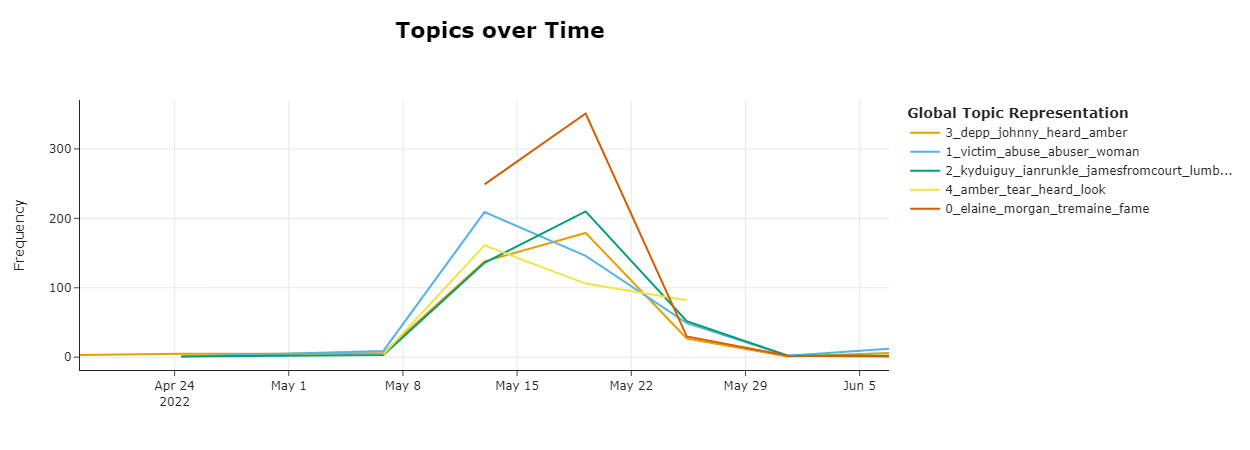 Topics over Time
Frequency
300
200
100
0
Apr 24
2022
May 1
May 8
May 15
May 22
May 29
Jun 5
Global Topic Representation
3_depp_johnny_heard_amber
1_victim_abuse_abuser_woman
2_kyduiguy_ianrunkle_jamesfromcourt_lumb...
4_amber_tear_heard_look
0_elaine_morgan_tremaine_fame